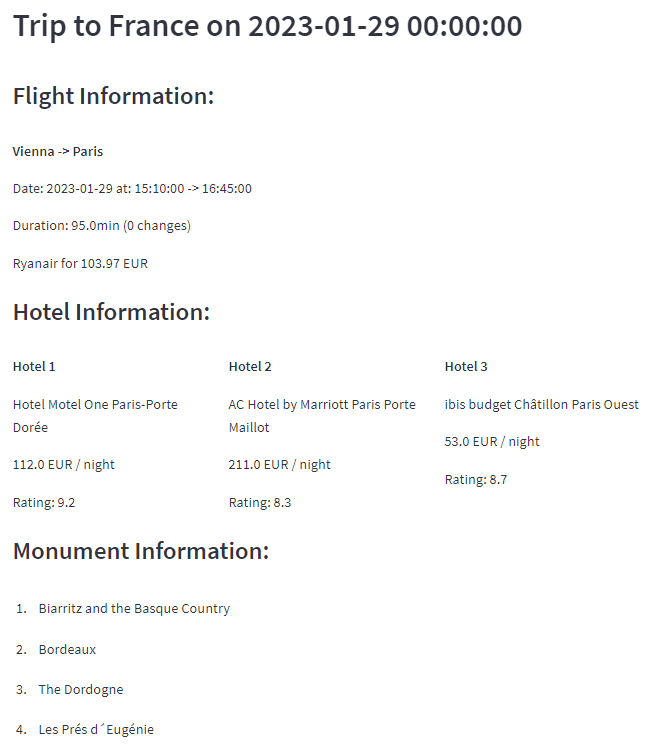 Trip to France on 2023-01-29 00:00:00
Flight Information:
Vienna -> Paris
Date: 2023-01-29 at: 15:10:00 -> 16:45:00
Duration: 95.0min (0 changes)
Ryanair for 103.97 EUR
Hotel Information:
Hotel 1
Hotel Motel One Paris-Porte
Dorée
112.0 EUR / night
Rating: 9.2
Hotel 2
AC Hotel by Marriott Paris Porte
Maillot
211.0 EUR / night
Rating: 8.3
Hotel 3
ibis budget Châtillon Paris Ouest
53.0 EUR / night
Rating: 8.7
Monument Information:
1. Biarritz and the Basque Country
2. Bordeaux
3. The Dordogne
4. Les Prés d´Eugénie